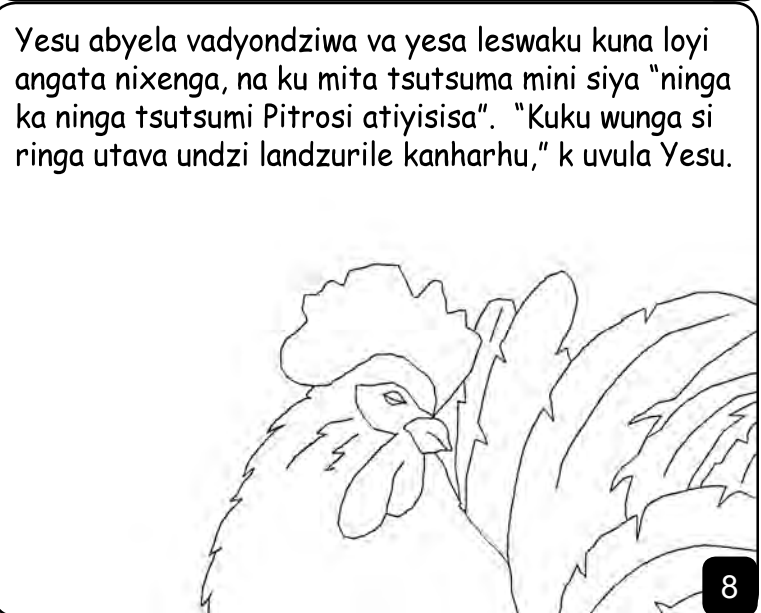 Yesu abyela vadyondziwa va yesa leswaku kuna loyi
angata nixenga, na ku mita tsutsuma mini siya “ninga
ka ninga tsutsumi Pitrosi atiyisisa”. “Kuku wunga si
ringa utava undzi landzurile kanharhu,” k uvula Yesu.
8